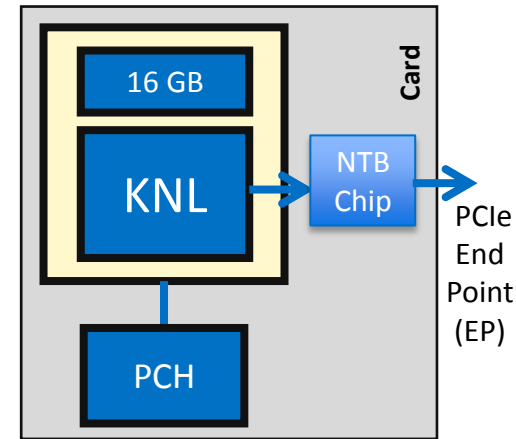 16 GB
Card
KNL
NTB
Chip
PCIe
End
Point
(EP)
PCH